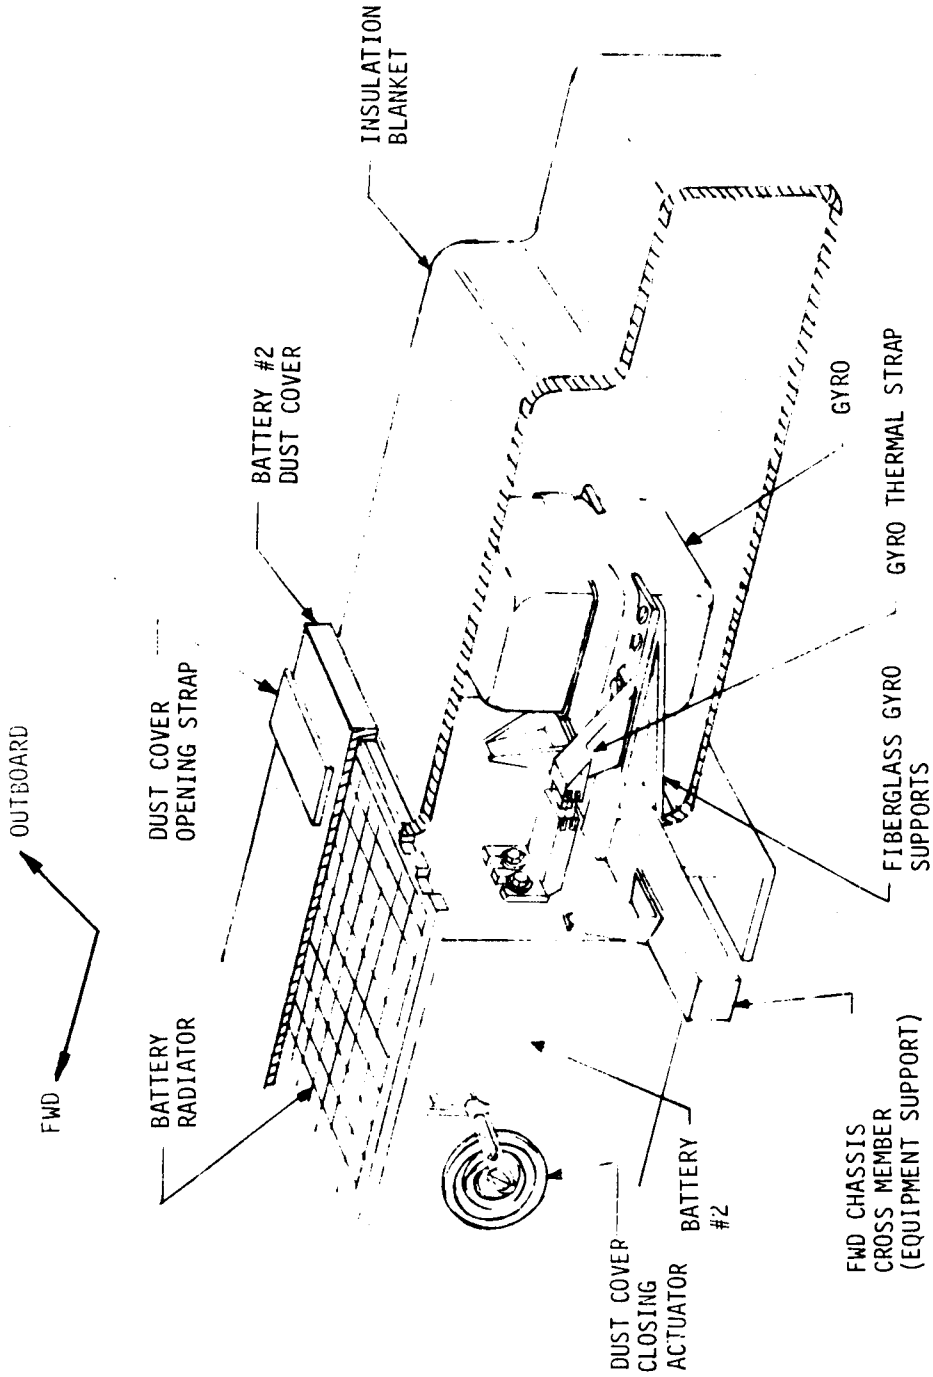 OUTBOARD
FWD
INSULATION
BLANKET
BATTERY #2
DUST COVER
DUST COVER
OPENING STRAP
BATTERY
RADIATOR
GYRO
GYRO THERMAL STRAP
FIBERGLASS GYRO
SUPPORTS
DUST COVER
CLOSING
ACTUATOR
BATTERY
#2
FWD CHASSIS
CROSS MEMBER
(EQUIPMENT SUPPORT)